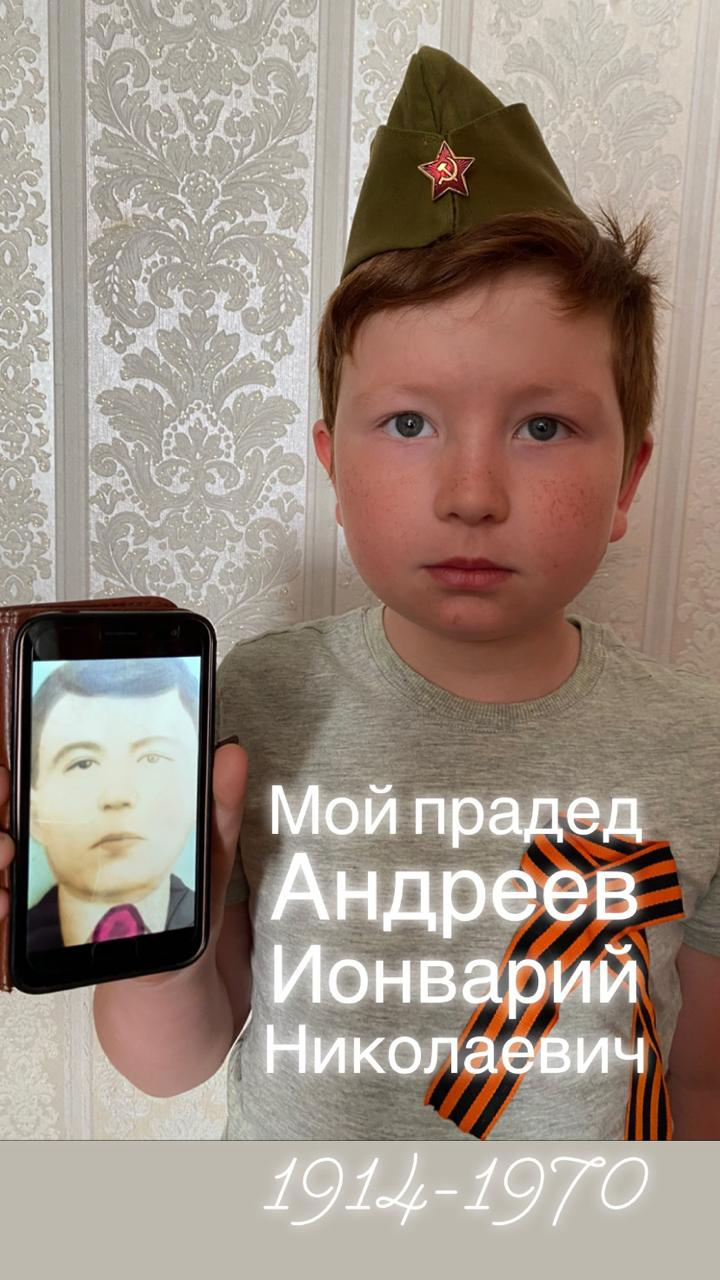 Мой прадед
Андреев
Ионварий
Николаевич
1914-1970